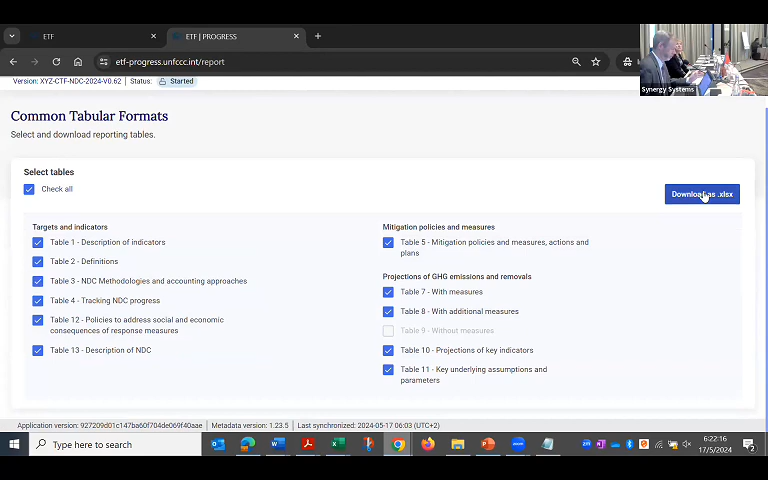 ETF
ETF | PROGRESS
etf-progress.unfccc.int/report
Synergy Systems
Version: XYZ-CTF-NDC-2024-V0.62 | Status: Started
Common Tabular Formats
Select and download reporting tables.
Select tables
Check all
Download as .xlsx
Targets and indicators
Table 1 - Description of indicators
Table 2 - Definitions
Table 3 - NDC Methodologies and accounting approaches
Table 4 - Tracking NDC progress
Table 12 - Policies to address social and economic
consequences of response measures
Table 13 - Description of NDC
Mitigation policies and measures
Table 5 - Mitigation policies and measures, actions and
plans
Projections of GHG emissions and removals
Table 7 - With measures
Table 8 - With additional measures
Table 9 - Without measures
Table 10 - Projections of key indicators
Table 11 - Key underlying assumptions and
parameters
Application version: 927209d01c147ba60f704de069f40aae | Metadata version: 1.23.5 | Last synchronized: 2024-05-17 06:03 (UTC+2)
Type here to search
6:22:16
17/5/2024
2